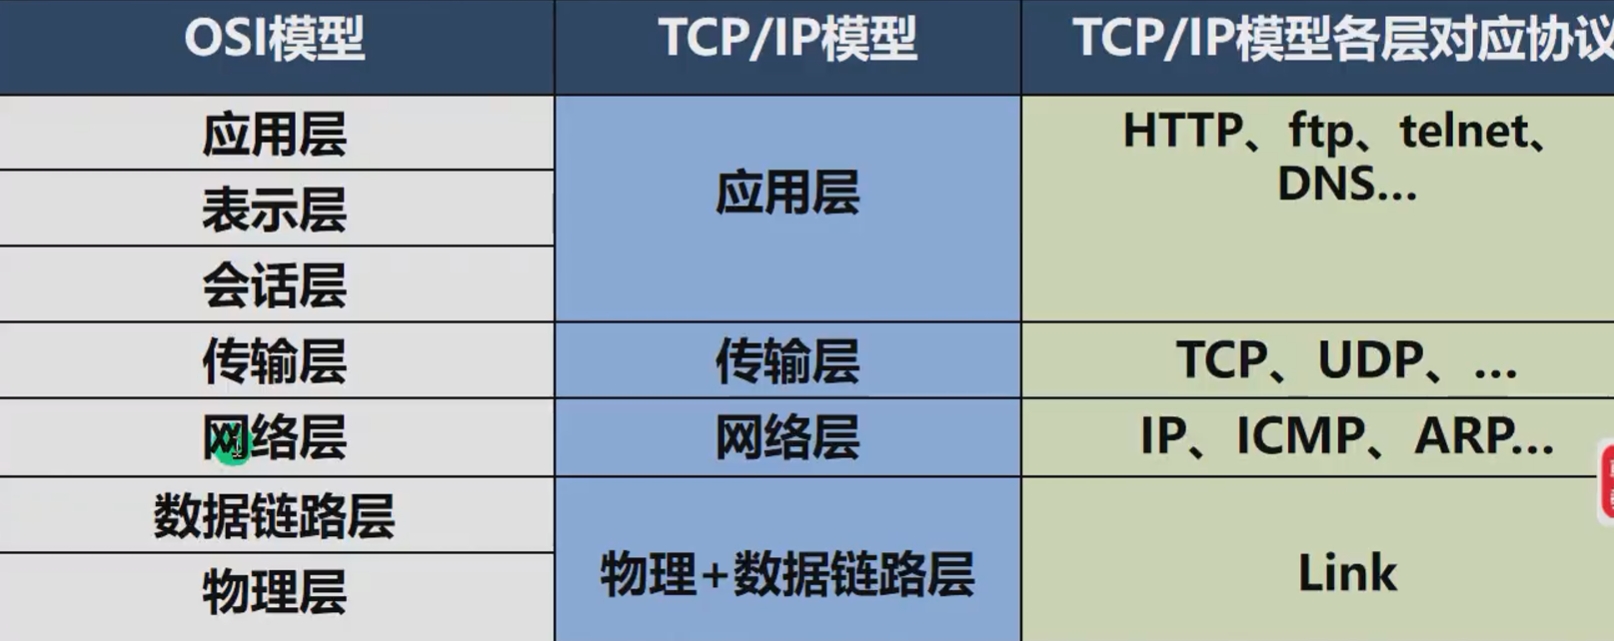 OSI模型
TCP/IP模型
TCP/IP模型各层对应协议
应用层
表示层
会话层
应用层
HTTP、ftp、telnet、
DNS...
传输层
传输层
TCP、UDP、...
网络层
网络层
IP、ICMP、ARP...
数据链路层
物理层
物理+数据链路层
Link